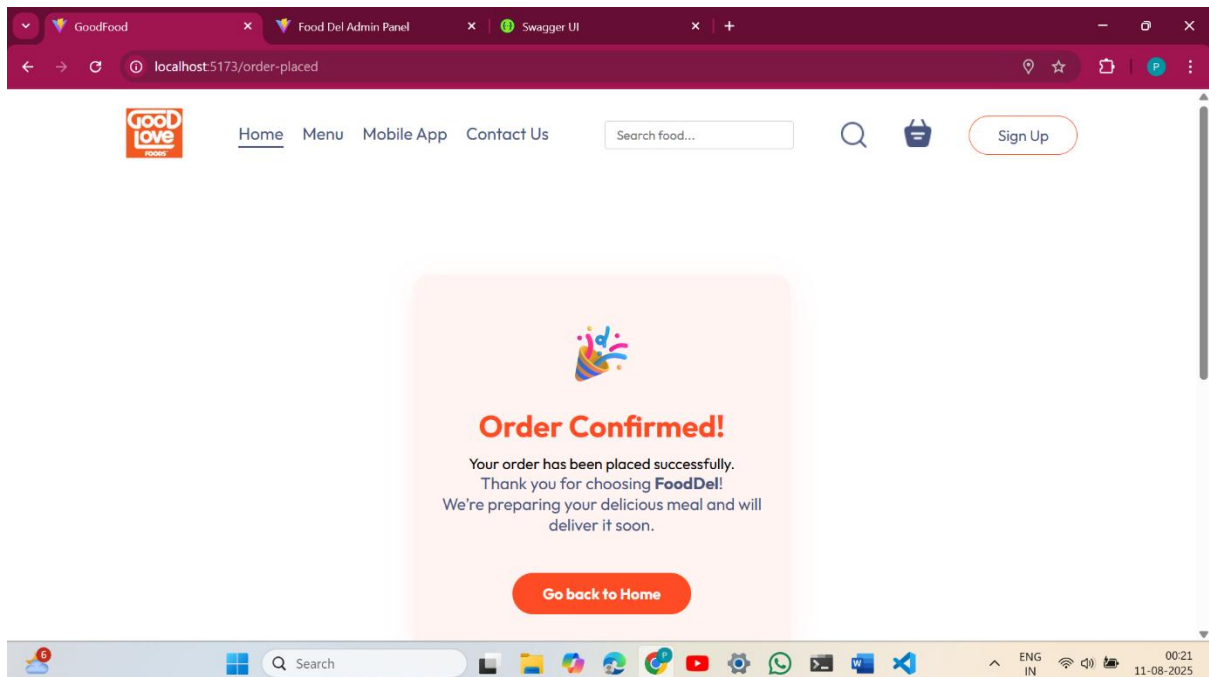 GoodFood
Food Del Admin Panel
Swagger UI
localhost:5173/order-placed
P
GOOD
LOVE
FOODS
Home Menu Mobile App Contact Us
Search food...
Sign Up
Order Confirmed!
Your order has been placed successfully.
Thank you for choosing FoodDel!
We're preparing your delicious meal and will
deliver it soon.
Go back to Home
6
Search
P
ENG
IN
00:21
11-08-2025